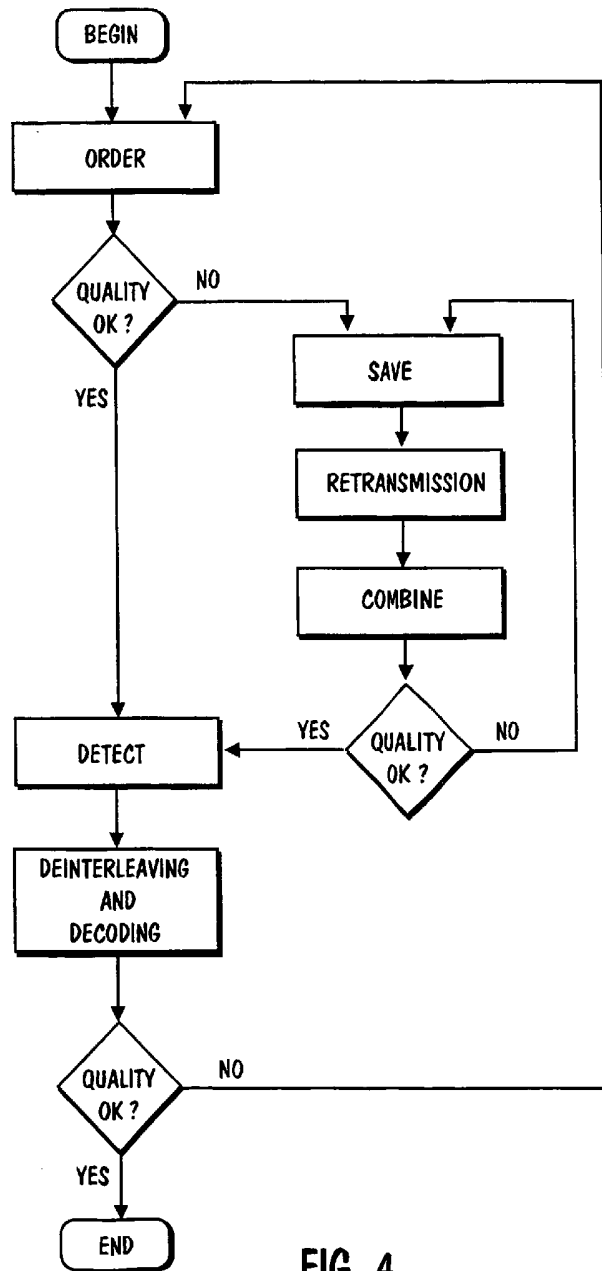 BEGIN
ORDER
QUALITY
OK ?
NO
YES
SAVE
RETRANSMISSION
COMBINE
QUALITY
OK ?
YES
NO
DETECT
DEINTERLEAVING
AND
DECODING
QUALITY
OK ?
NO
YES
END
FIG. 4